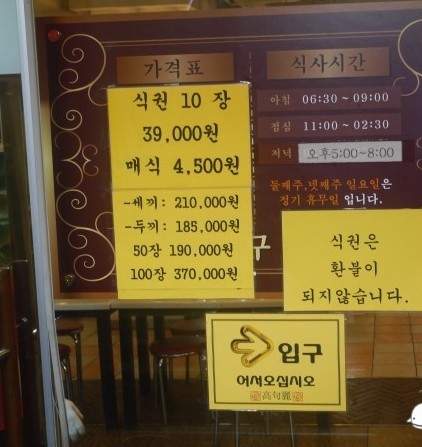 가격표
식권 10 장
39,000원
매식 4,500원
-세끼: 210,000원
-두끼: 185,000원
50장 190,000원
100장 370,000원
구
식사시간
아침 06:30 ~ 09:00
점심 11:00 ~ 02:30
저녁 오후5:00~8:00
둘째주,넷째주 일요일은
정기 휴무일 입니다.
식권은
환불이
되지않습니다.
입구
어서오십시오
高句麗